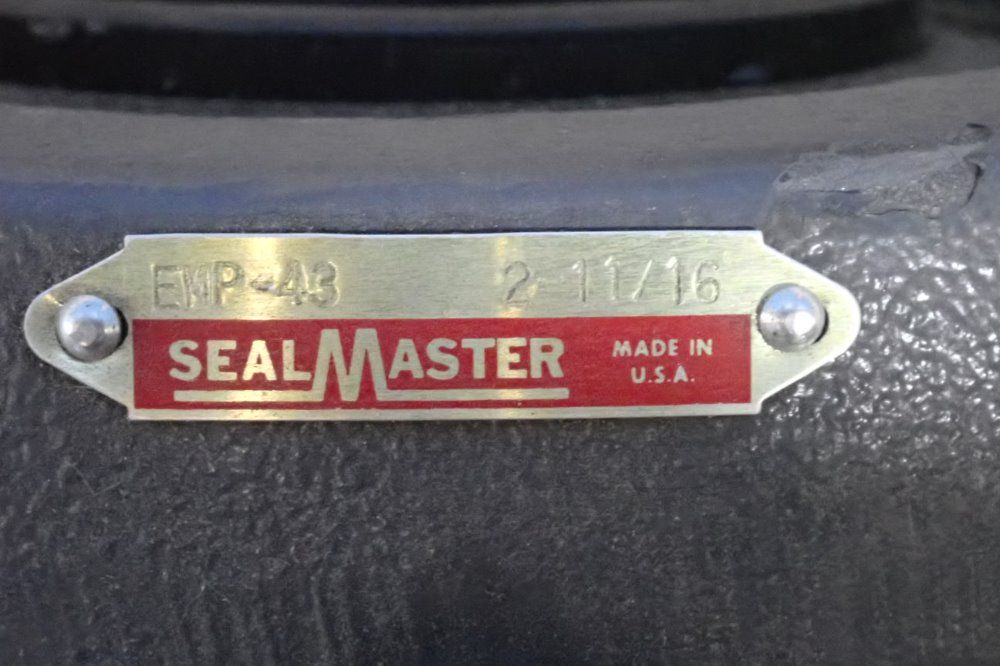 EMP-43 2 11/16
SEALMASTER
MADE IN
U.S.A.